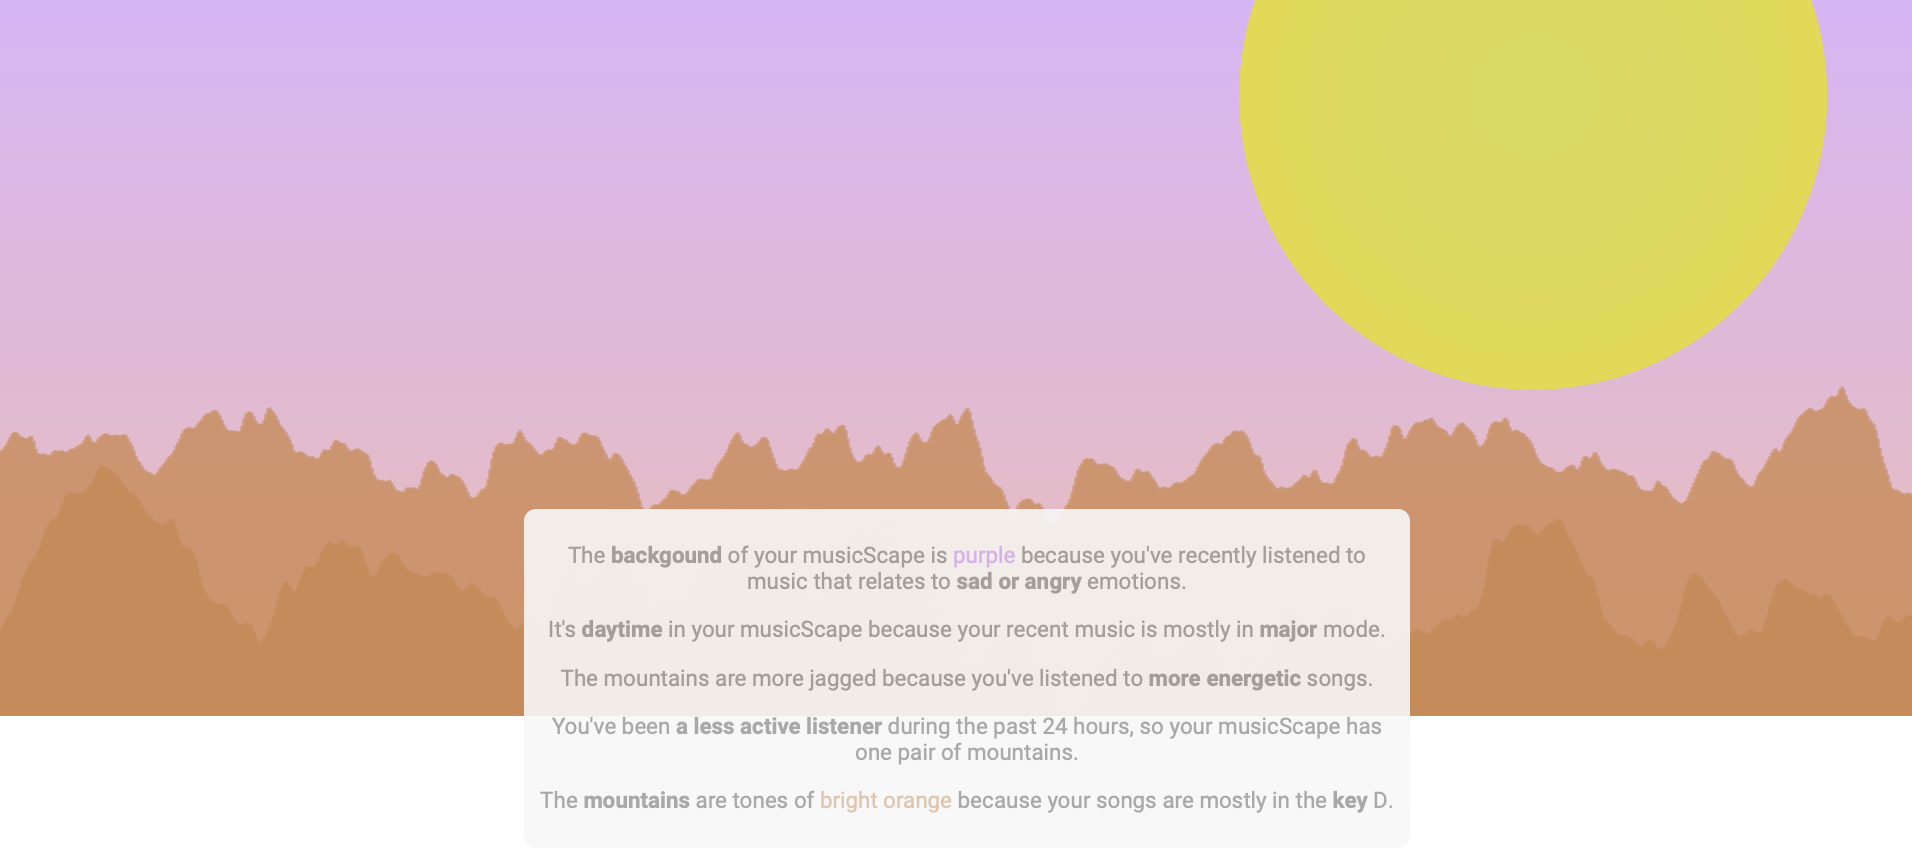 The backgound of your musicScape is purple because you've recently listened to
music that relates to sad or angry emotions.
It's daytime in your musicScape because your recent music is mostly in major mode.
The mountains are more jagged because you've listened to more energetic songs.
You've been a less active listener during the past 24 hours, so your musicScape has
one pair of mountains.
The mountains are tones of bright orange because your songs are mostly in the key D.